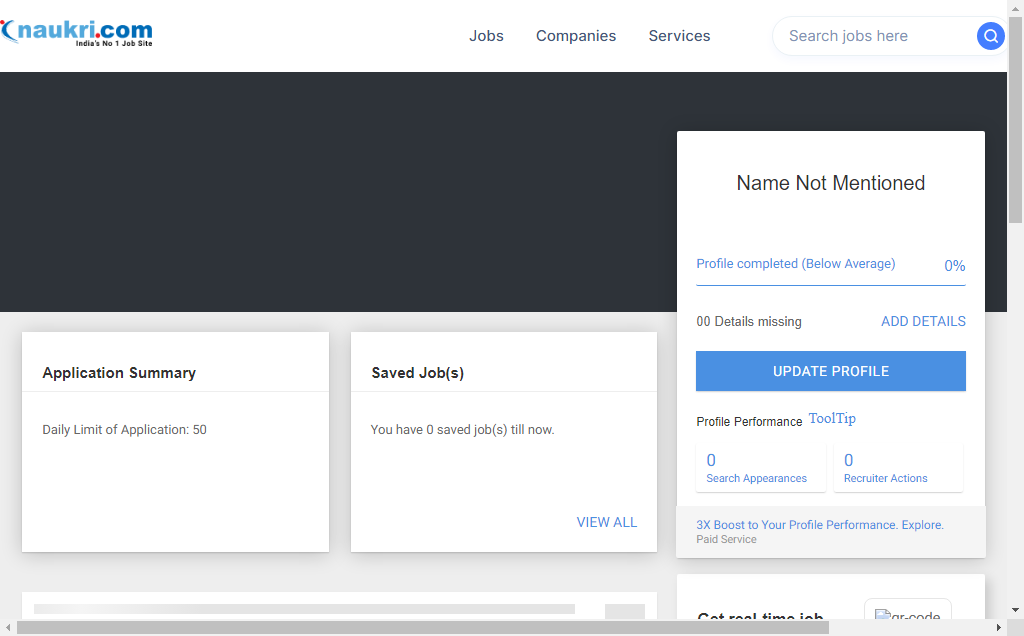 naukri.com
India's No 1 Job Site
Jobs
Companies
Services
Search jobs here
Name Not Mentioned
Profile completed (Below Average)
0%
00 Details missing
ADD DETAILS
UPDATE PROFILE
Profile Performance
ToolTip
0
Search Appearances
0
Recruiter Actions
3X Boost to Your Profile Performance. Explore.
Paid Service
Application Summary
Daily Limit of Application: 50
Saved Job(s)
You have 0 saved job(s) till now.
VIEW ALL
Get real-time job
qr-code